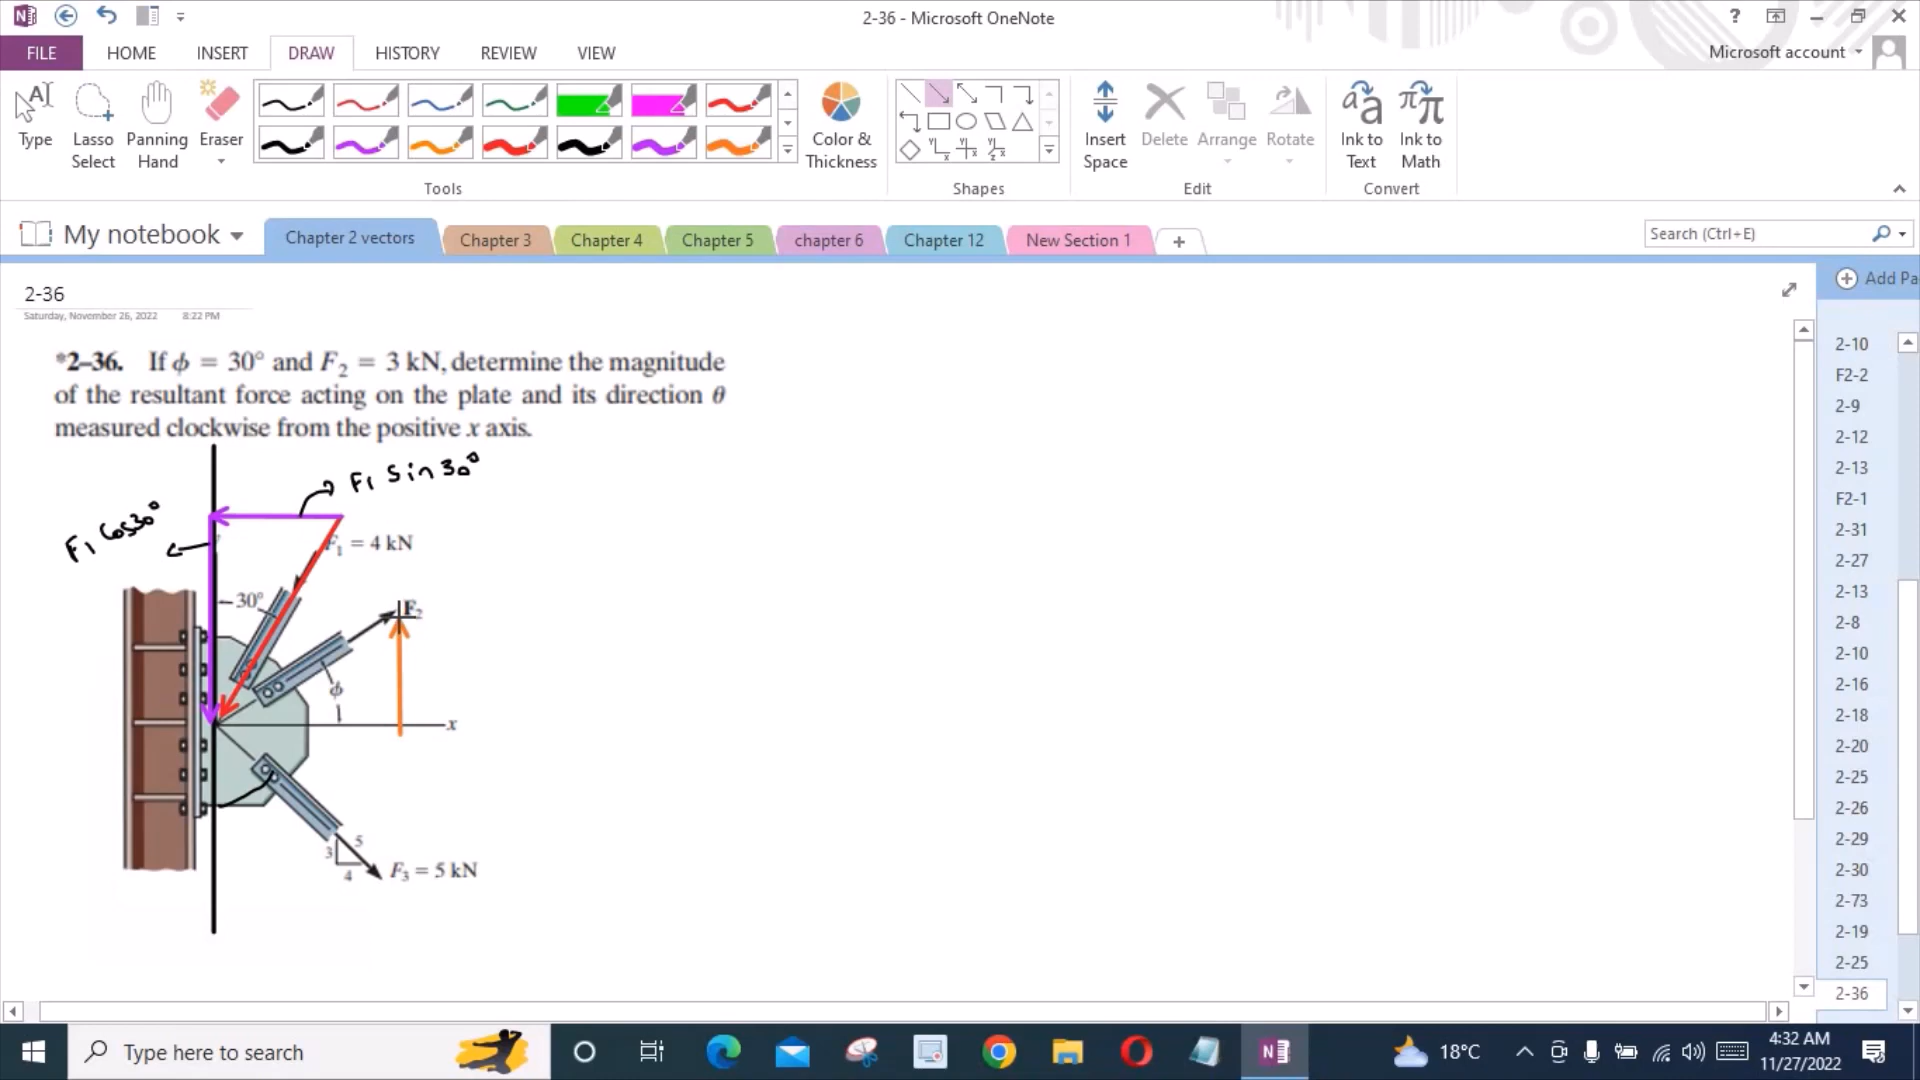 2-36 - Microsoft OneNote
?
FILE HOME INSERT DRAW HISTORY REVIEW VIEW
Microsoft account
Type
Lasso Select
Panning Hand
Eraser
Color & Thickness
Insert Space
Delete
Arrange
Rotate
Ink to Text
Ink to Math
Tools
Shapes
Edit
Convert
My notebook
Chapter 2 vectors
Chapter 3
Chapter 4
Chapter 5
chapter 6
Chapter 12
New Section 1
+
Search (Ctrl+E)
2-36
Saturday, November 26, 2022 8:22 PM
*2–36. If ϕ = 30° and F₂ = 3 kN, determine the magnitude
of the resultant force acting on the plate and its direction θ
measured clockwise from the positive x axis.
F₁ Sin 30°
F₁ Cos30°
F₁ = 4 kN
30°
F₂
ϕ
x
5
3
4
F₃ = 5 kN
Add Pa
2-10
F2-2
2-9
2-12
2-13
F2-1
2-31
2-27
2-13
2-8
2-10
2-16
2-18
2-20
2-25
2-26
2-29
2-30
2-73
2-19
2-25
2-36
Type here to search
18°C
4:32 AM
11/27/2022